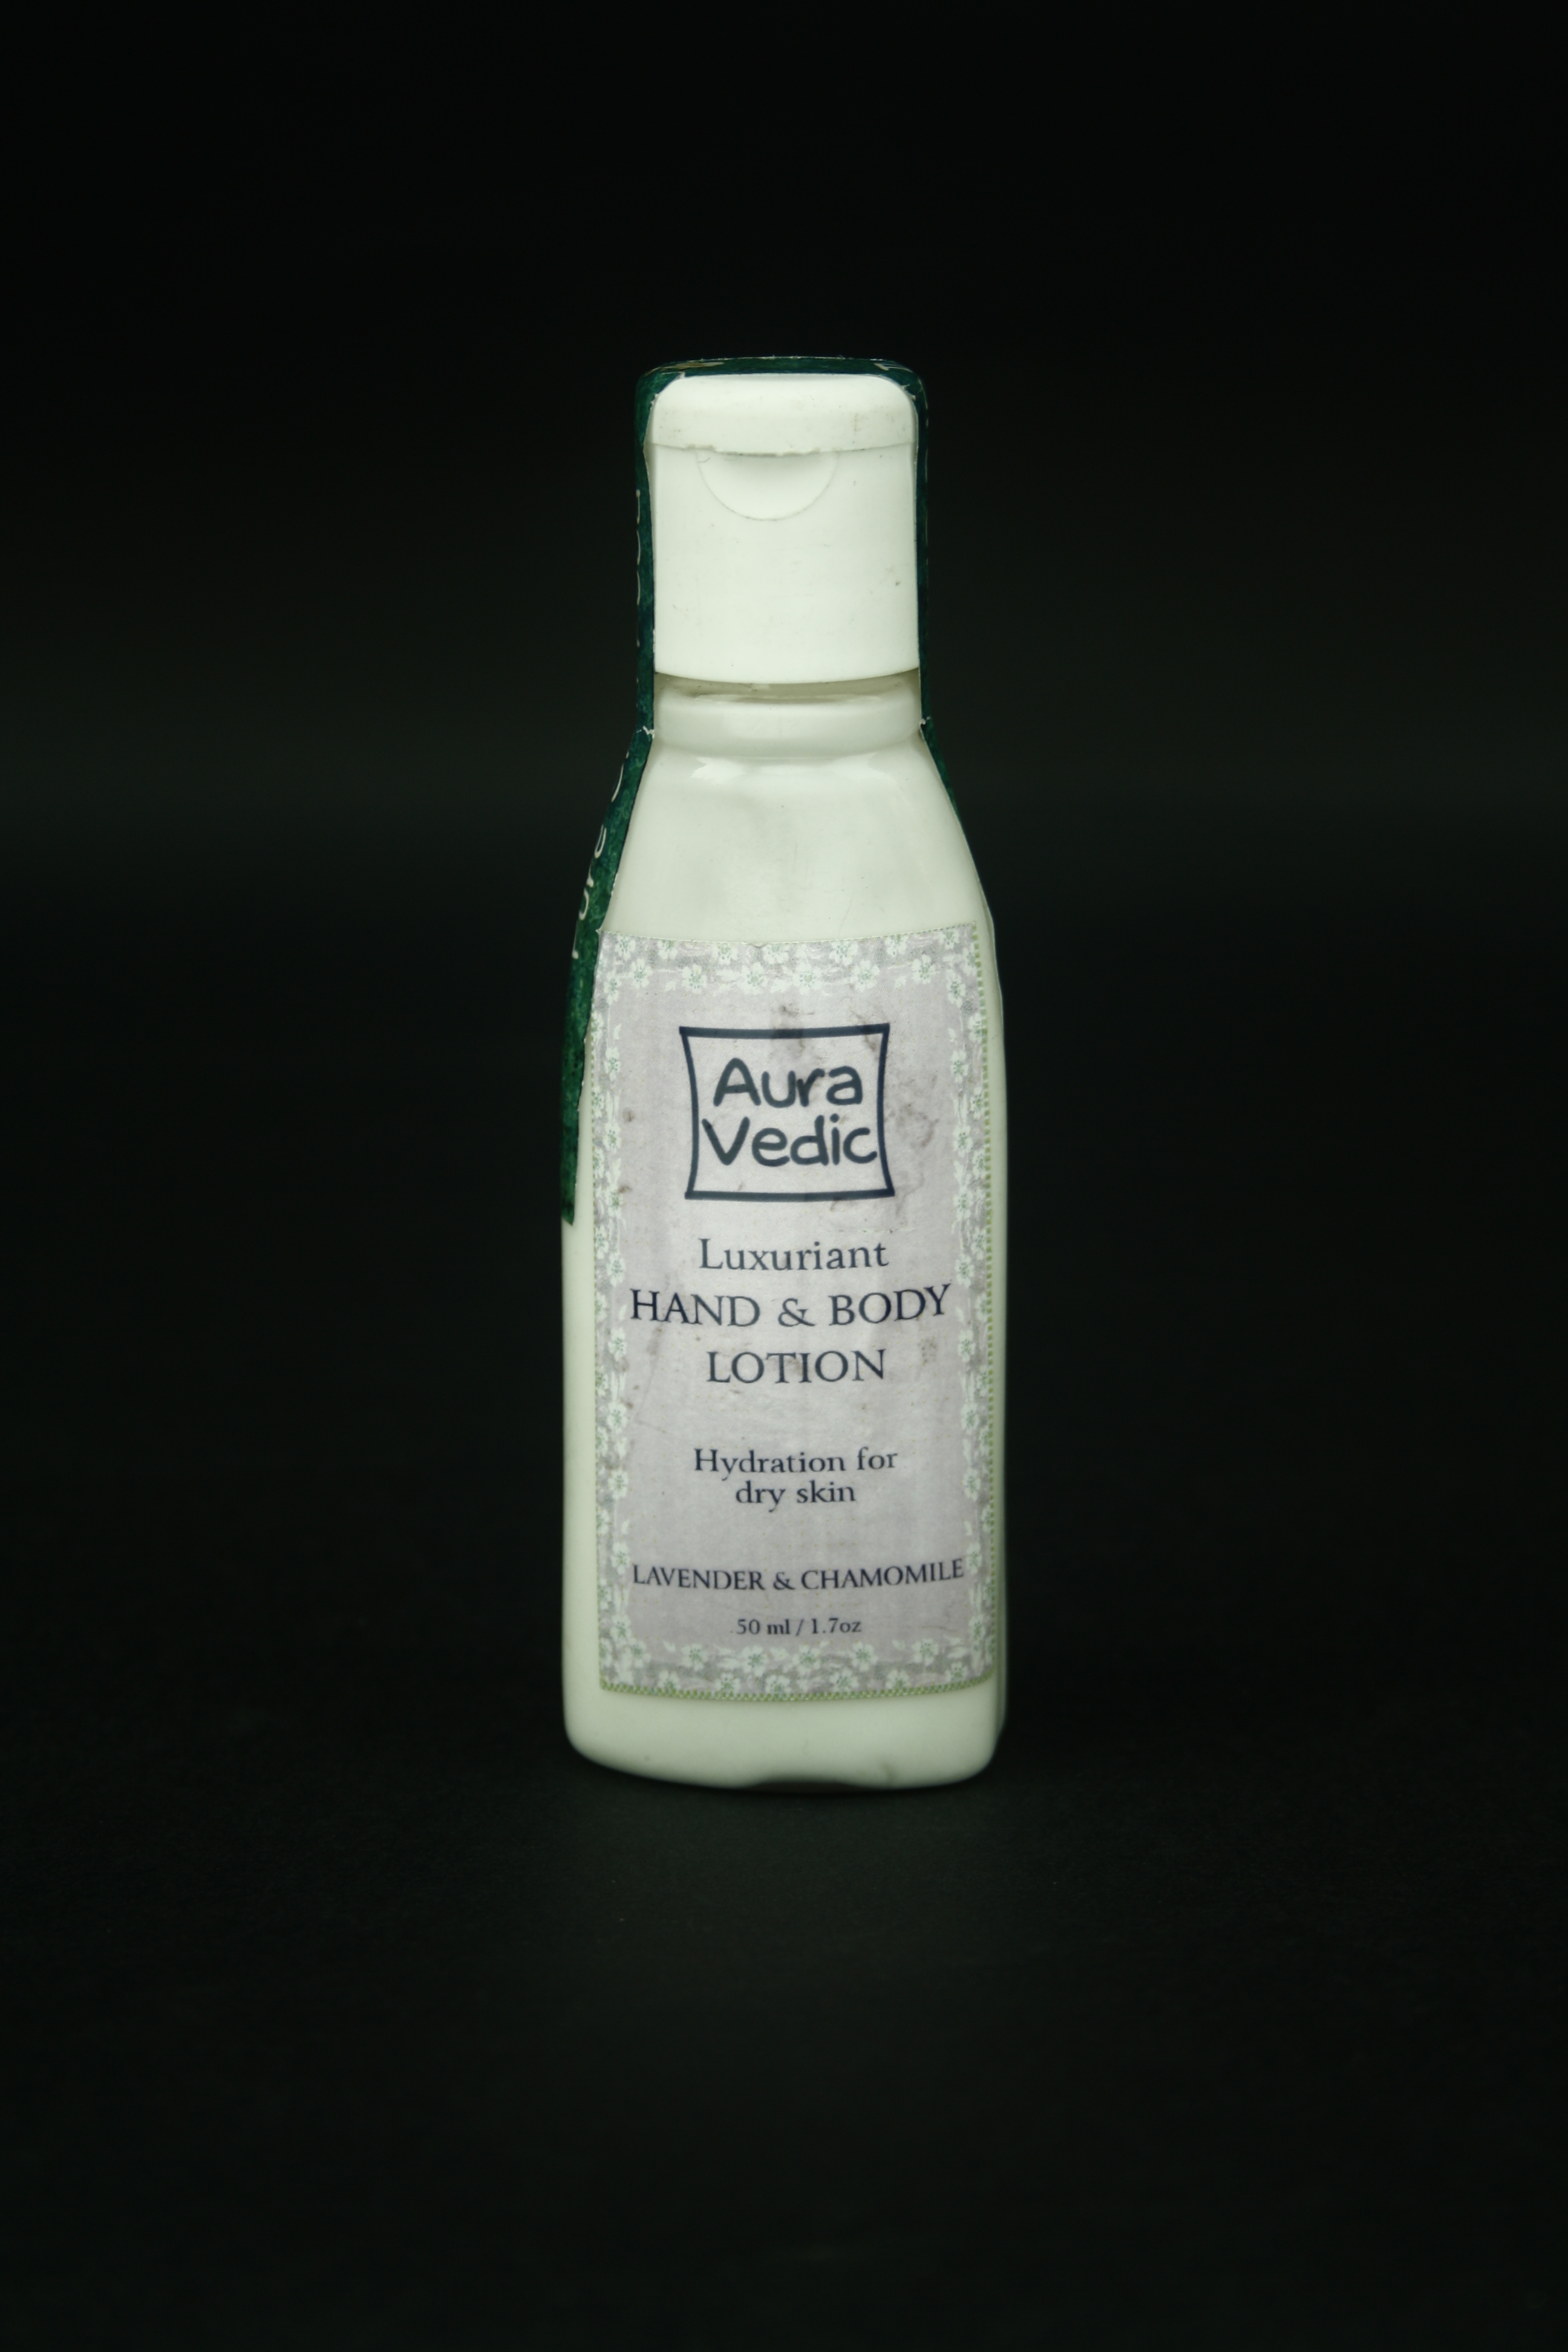 Aura
Vedic
Luxuriant
HAND & BODY
LOTION
Hydration for
dry skin
LAVENDER & CHAMOMILE
50 ml / 1.7oz